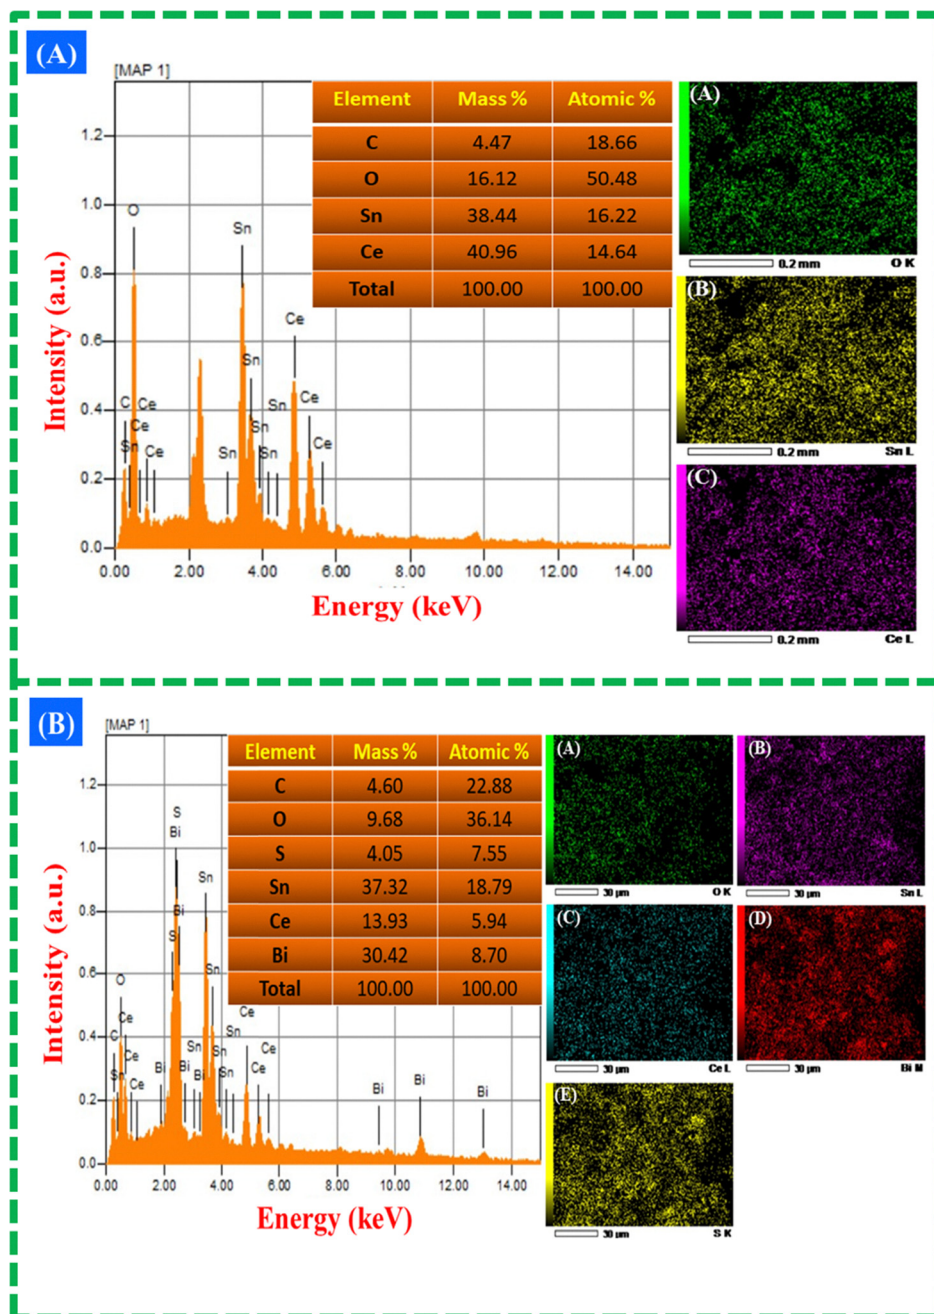 (A)
[MAP 1]
Element Mass % Atomic %
C 4.47 18.66
O 16.12 50.48
Sn 38.44 16.22
Ce 40.96 14.64
Total 100.00 100.00
Intensity (a.u.)
1.2
1.0
0.8
0.6
0.4
0.2
0.0
O
Sn
Ce
Sn
C
Ce
Sn
Ce
Ce
Sn
Sn
Ce
Ce
Sn
Sn
0.00 2.00 4.00 6.00 8.00 10.00 12.00 14.00
Energy (keV)
(A)
0.2 mm O K
(B)
0.2 mm Sn L
(C)
0.2 mm Ce L
(B)
[MAP 1]
Element Mass % Atomic %
C 4.60 22.88
O 9.68 36.14
S 4.05 7.55
Sn 37.32 18.79
Ce 13.93 5.94
Bi 30.42 8.70
Total 100.00 100.00
Intensity (a.u.)
1.2
1.0
0.8
0.6
0.4
0.2
0.0
S
Bi
Sn
Bi
S
Sn
O
Ce
Ce
Sn
C
Ce
Sn
Sn
Ce
Ce
Sn
Bi
Bi
Bi
Sn
Bi
Bi
Bi
0.00 2.00 4.00 6.00 8.00 10.00 12.00 14.00
Energy (keV)
(A)
30 µm O K
(B)
30 µm Sn L
(C)
30 µm Ce L
(D)
30 µm Bi M
(E)
30 µm S K